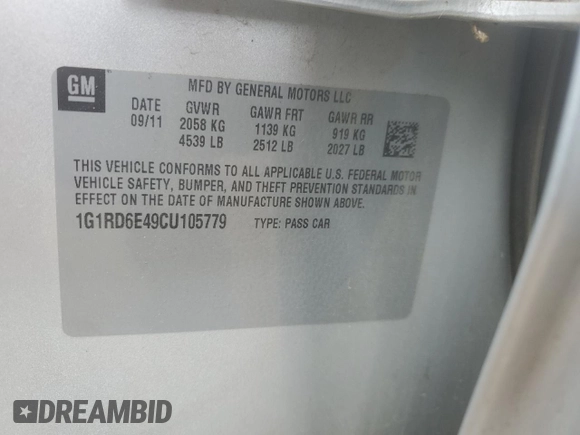 GM
MFD BY GENERAL MOTORS LLC
DATE GVWR GAWR FRT GAWR RR
09/11 2058 KG 1139 KG 919 KG
4539 LB 2512 LB 2027 LB
THIS VEHICLE CONFORMS TO ALL APPLICABLE U.S. FEDERAL MOTOR
VEHICLE SAFETY, BUMPER, AND THEFT PREVENTION STANDARDS IN
EFFECT ON THE DATE OF MANUFACTURE SHOWN ABOVE.
1G1RD6E49CU105779 TYPE: PASS CAR
DREAMBID